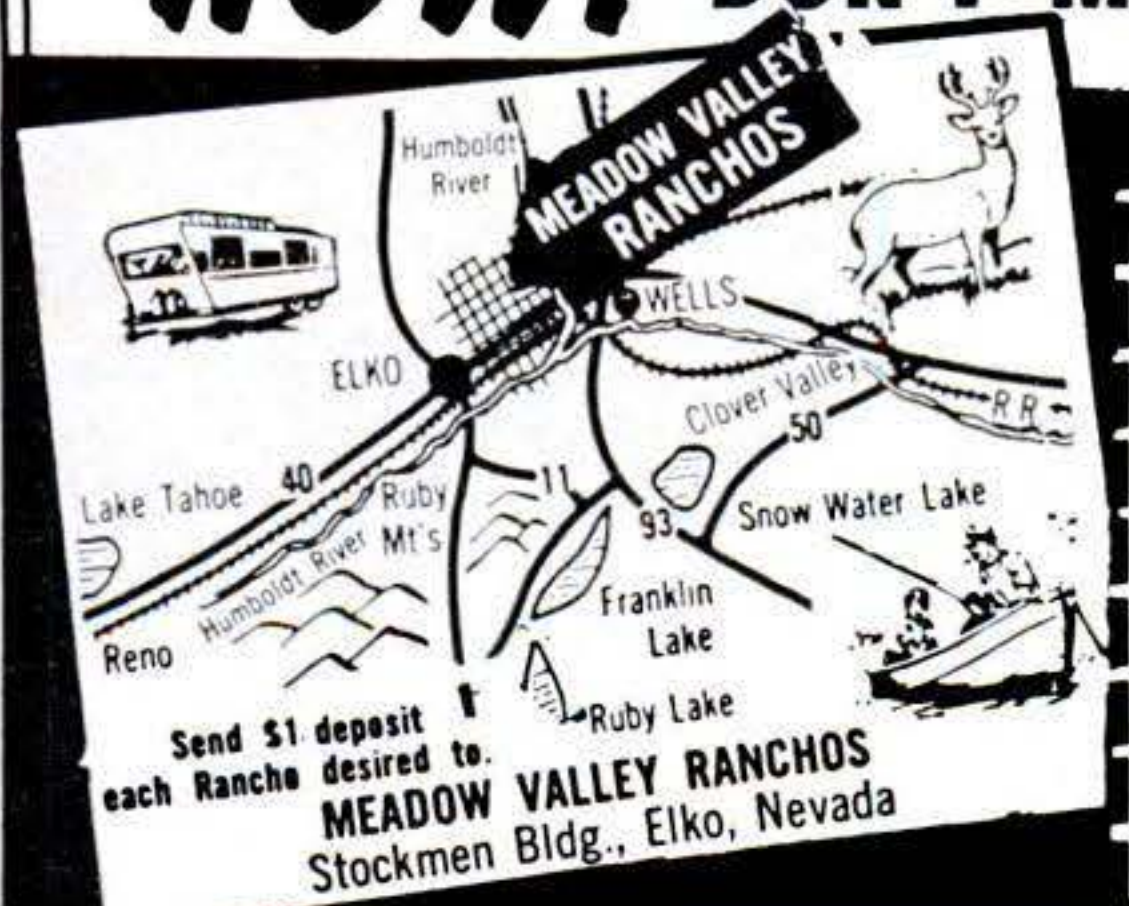 MEADOW VALLEY
RANCHOS
Humboldt
River
WELLS
ELKO
Clover Valley
R.R.
50
40
Lake Tahoe
Ruby
Mt's
11
93
Snow Water Lake
Humboldt River
Franklin
Lake
Reno
Ruby Lake
Send $1. deposit
each Rancho desired to.
MEADOW VALLEY RANCHOS
Stockmen Bldg., Elko, Nevada